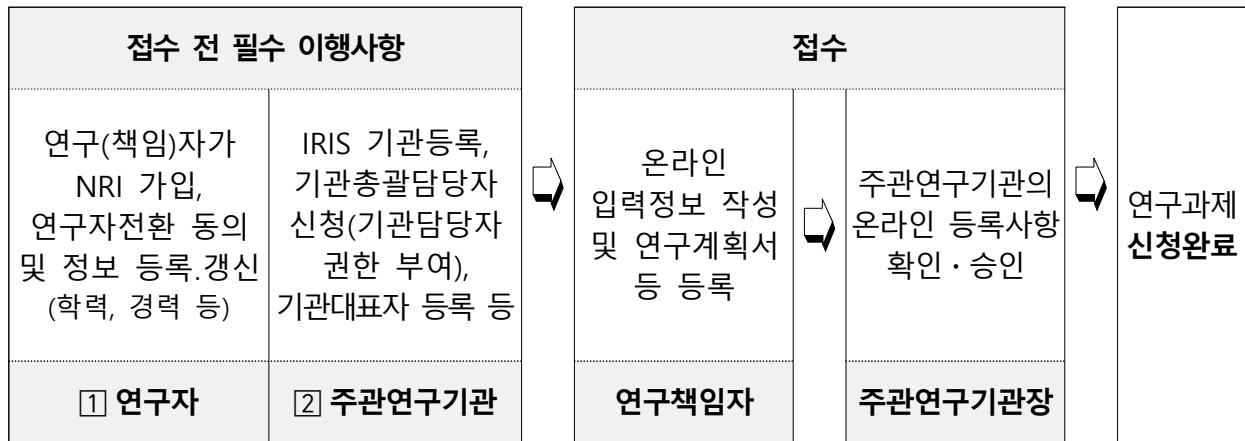 접수 전 필수 이행사항
연구(책임)자가
NRI 가입,
연구자전환 동의
및 정보 등록.갱신
(학력, 경력 등)
1 연구자
IRIS 기관등록,
기관총괄담당자
신청(기관담당자
권한 부여),
기관대표자 등록 등
2 주관연구기관
접수
온라인
입력정보 작성
및 연구계획서
등 등록
연구책임자
주관연구기관의
온라인 등록사항
확인·승인
주관연구기관장
연구과제
신청완료